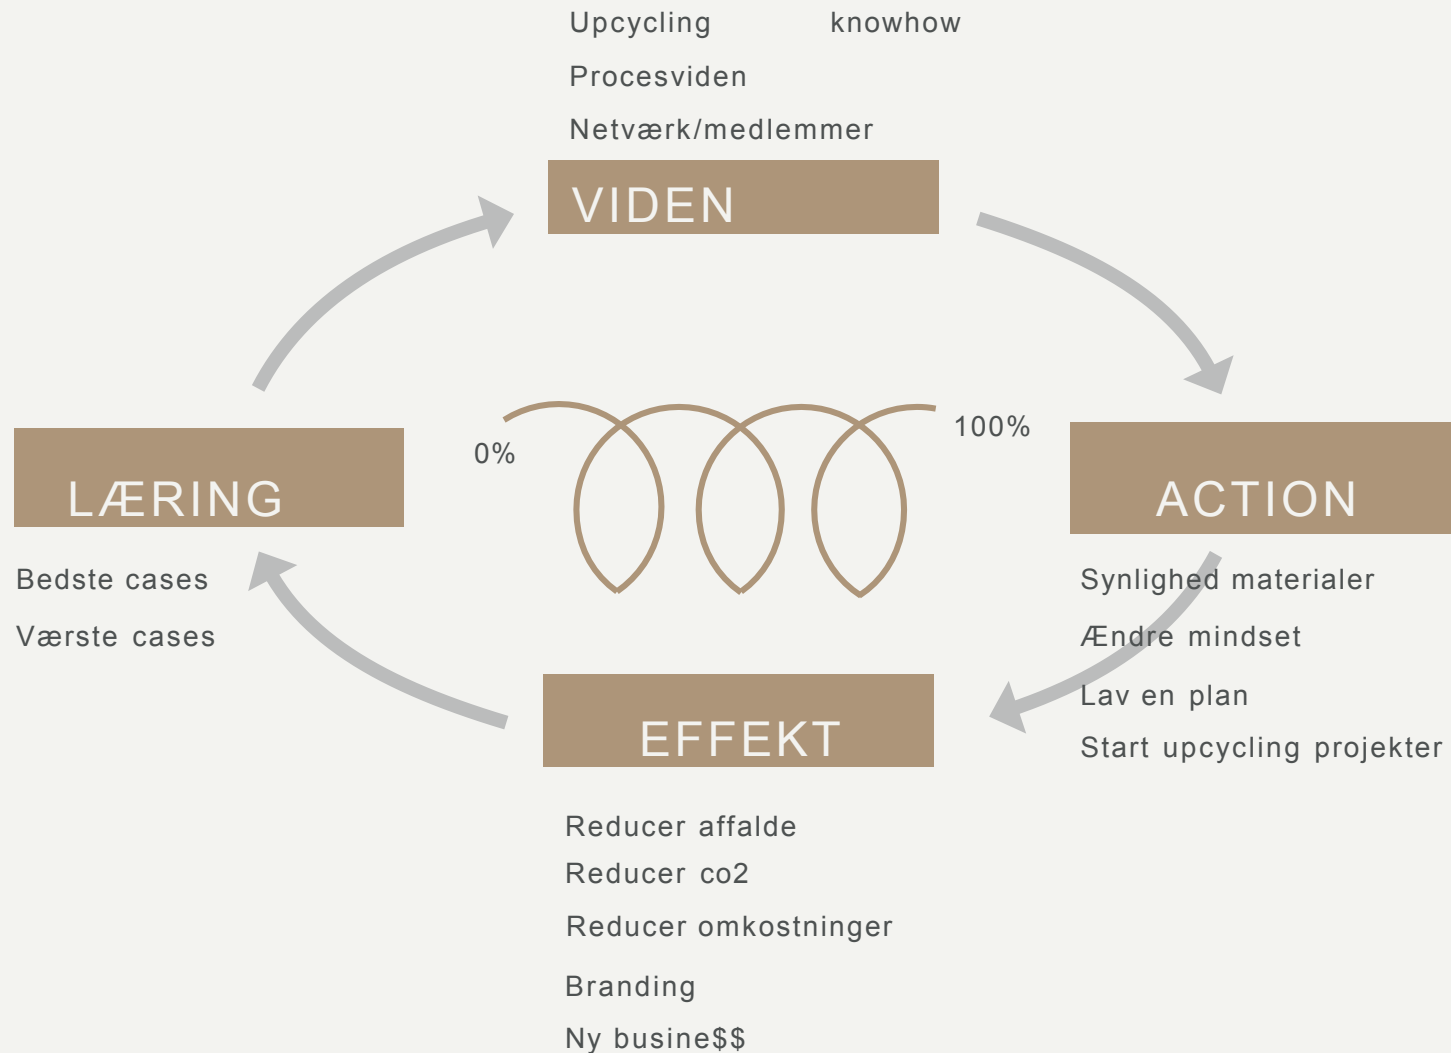 Upcycling knowhow
Procesviden
Netværk/medlemmer
VIDEN
0%
100%
LÆRING
Bedste cases
Værste cases
ACTION
Synlighed materialer
Ændre mindset
Lav en plan
Start upcycling projekter
EFFEKT
Reducer affalde
Reducer co2
Reducer omkostninger
Branding
Ny busine$$